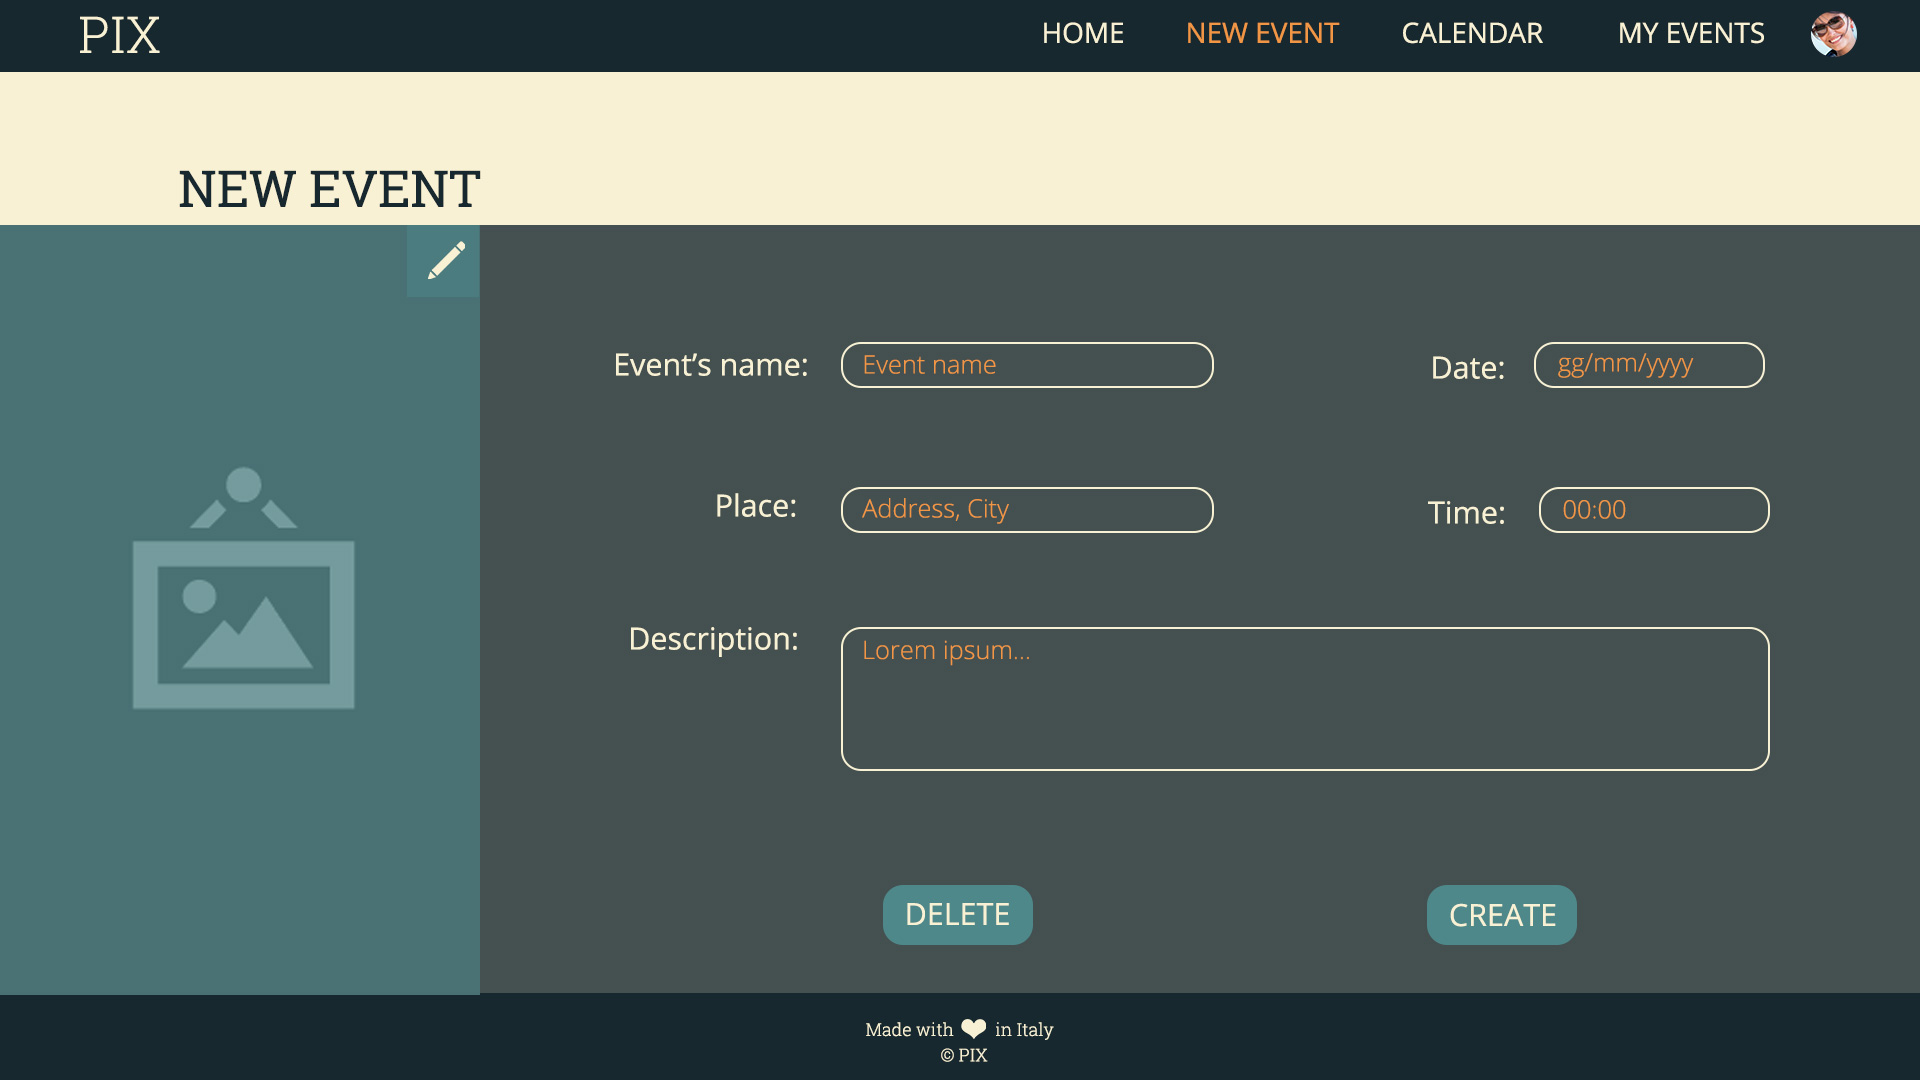 PIX
HOME NEW EVENT CALENDAR MY EVENTS
NEW EVENT
Event’s name: Event name Date: gg/mm/yyyy
Place: Address, City Time: 00:00
Description: Lorem ipsum...
DELETE CREATE
Made with ❤ in Italy
© PIX